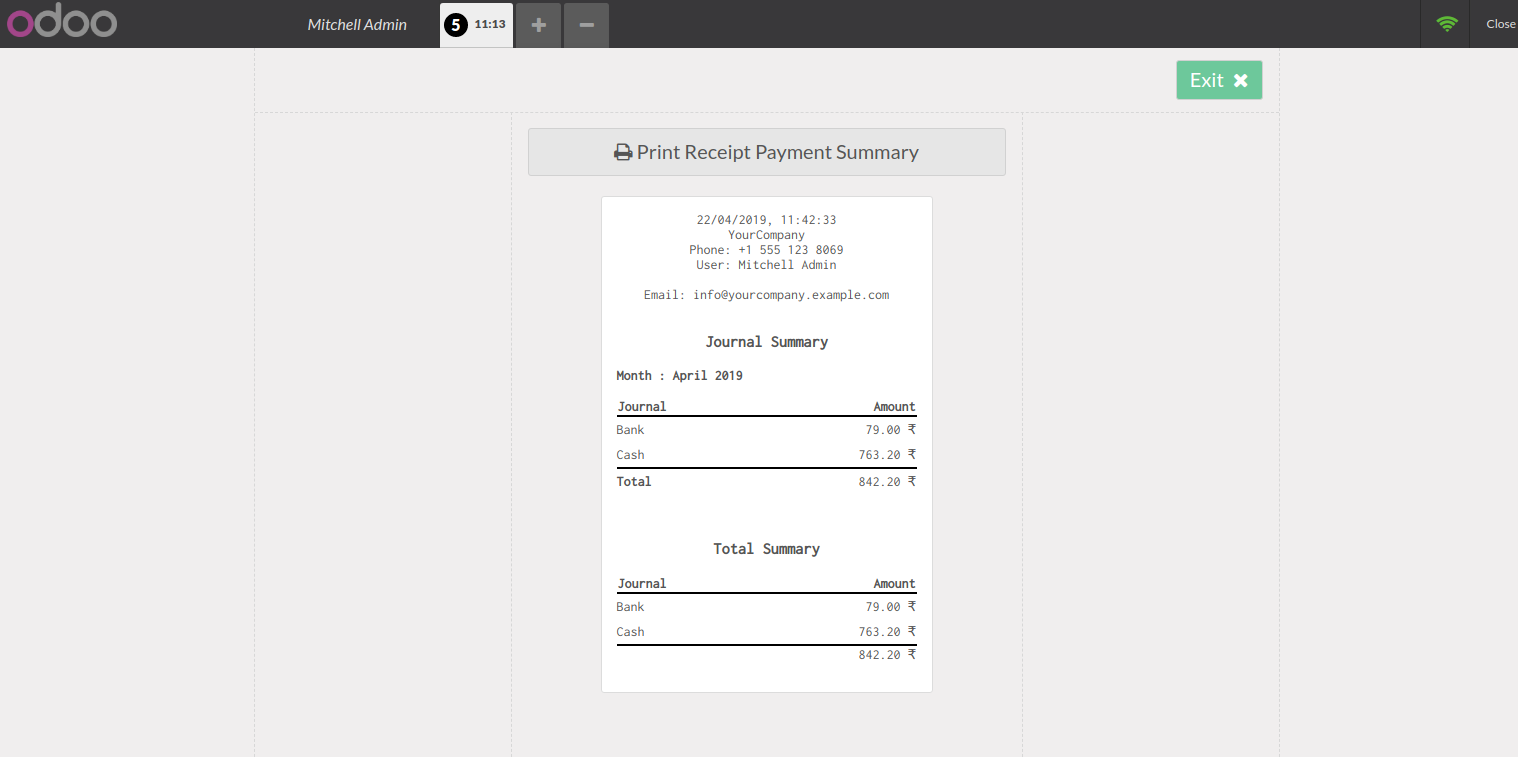 odoo
Mitchell Admin
5 11:13
Close
Exit
Print Receipt Payment Summary
22/04/2019, 11:42:33
YourCompany
Phone: +1 555 123 8069
User: Mitchell Admin
Email: info@yourcompany.example.com
Journal Summary
Month : April 2019
Journal Amount
Bank 79.00 ₹
Cash 763.20 ₹
Total 842.20 ₹
Total Summary
Journal Amount
Bank 79.00 ₹
Cash 763.20 ₹
842.20 ₹